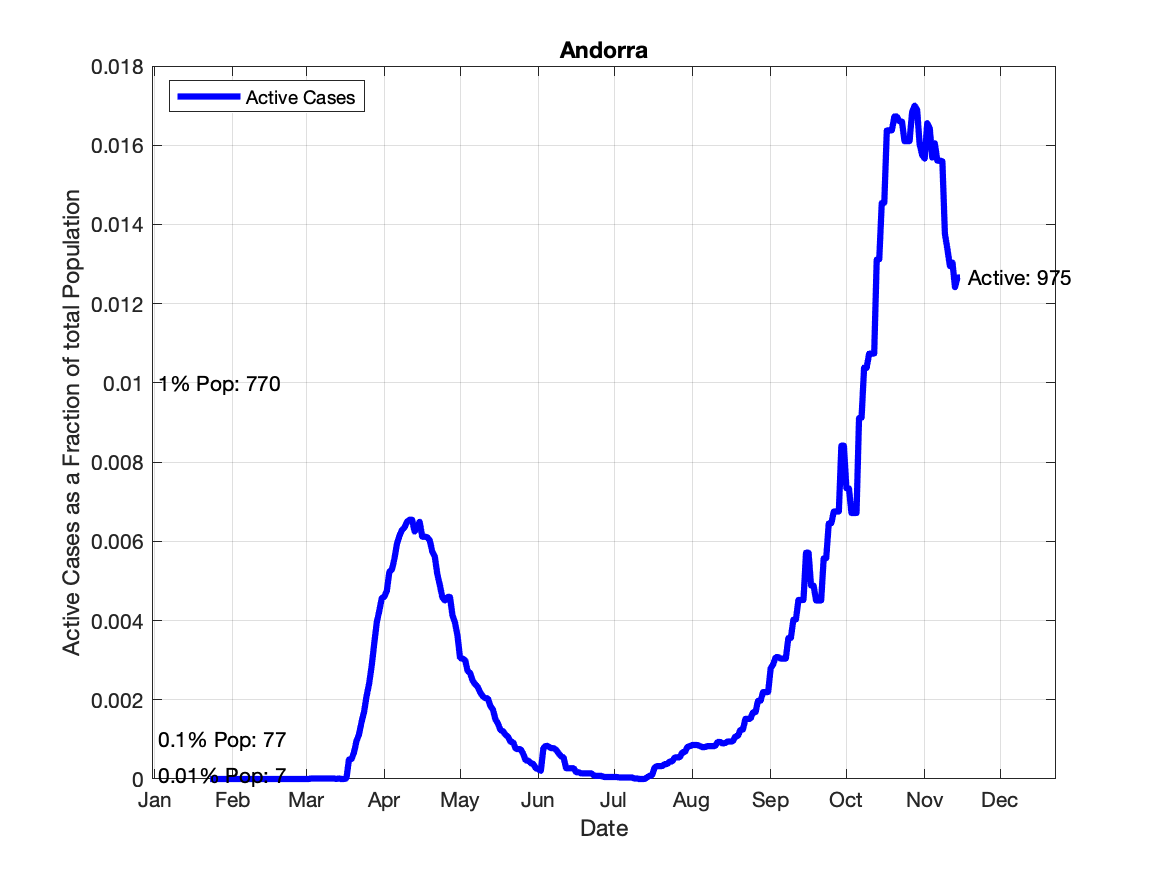 Andorra
Active Cases
Active Cases as a Fraction of total Population
0.018
0.016
0.014
0.012
0.01
0.008
0.006
0.004
0.002
0
1% Pop: 770
0.1% Pop: 77
0.01% Pop: 7
Active: 975
Jan Feb Mar Apr May Jun Jul Aug Sep Oct Nov Dec
Date